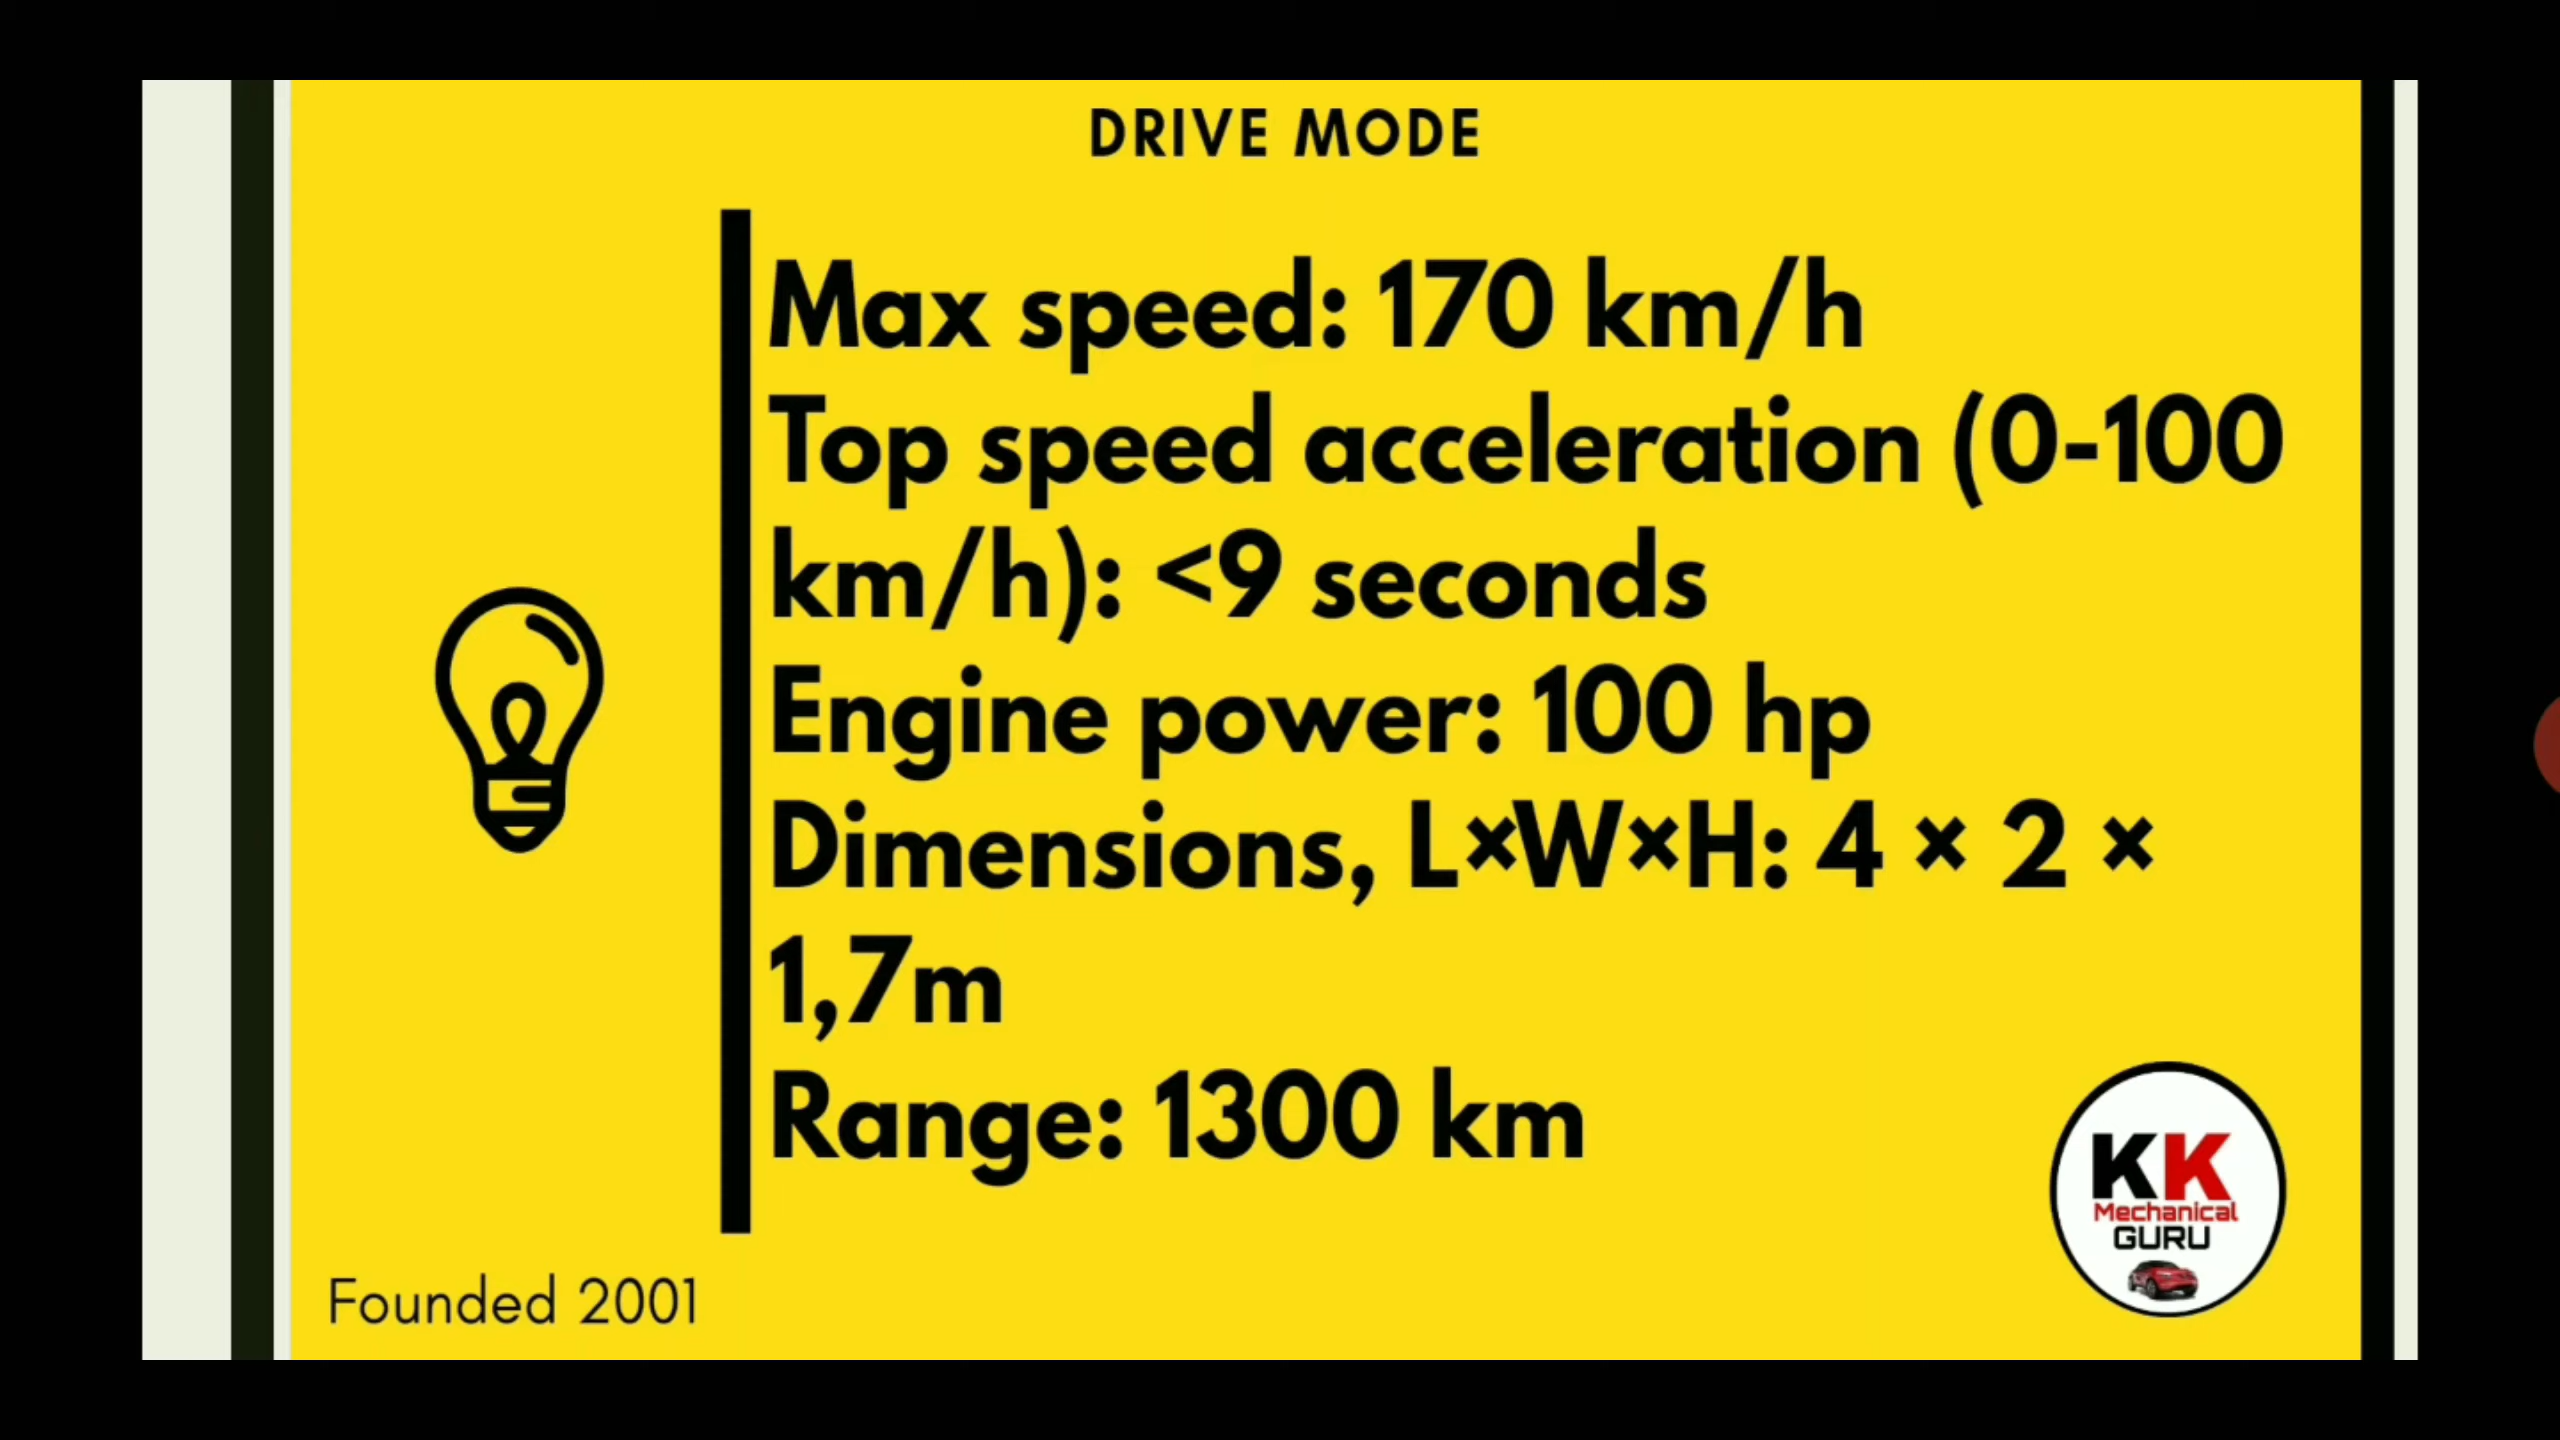 DRIVE MODE
Max speed: 170 km/h
Top speed acceleration (0-100
km/h): <9 seconds
Engine power: 100 hp
Dimensions, L×W×H: 4 × 2 ×
1,7m
Range: 1300 km
KK
Mechanical
GURU
Founded 2001